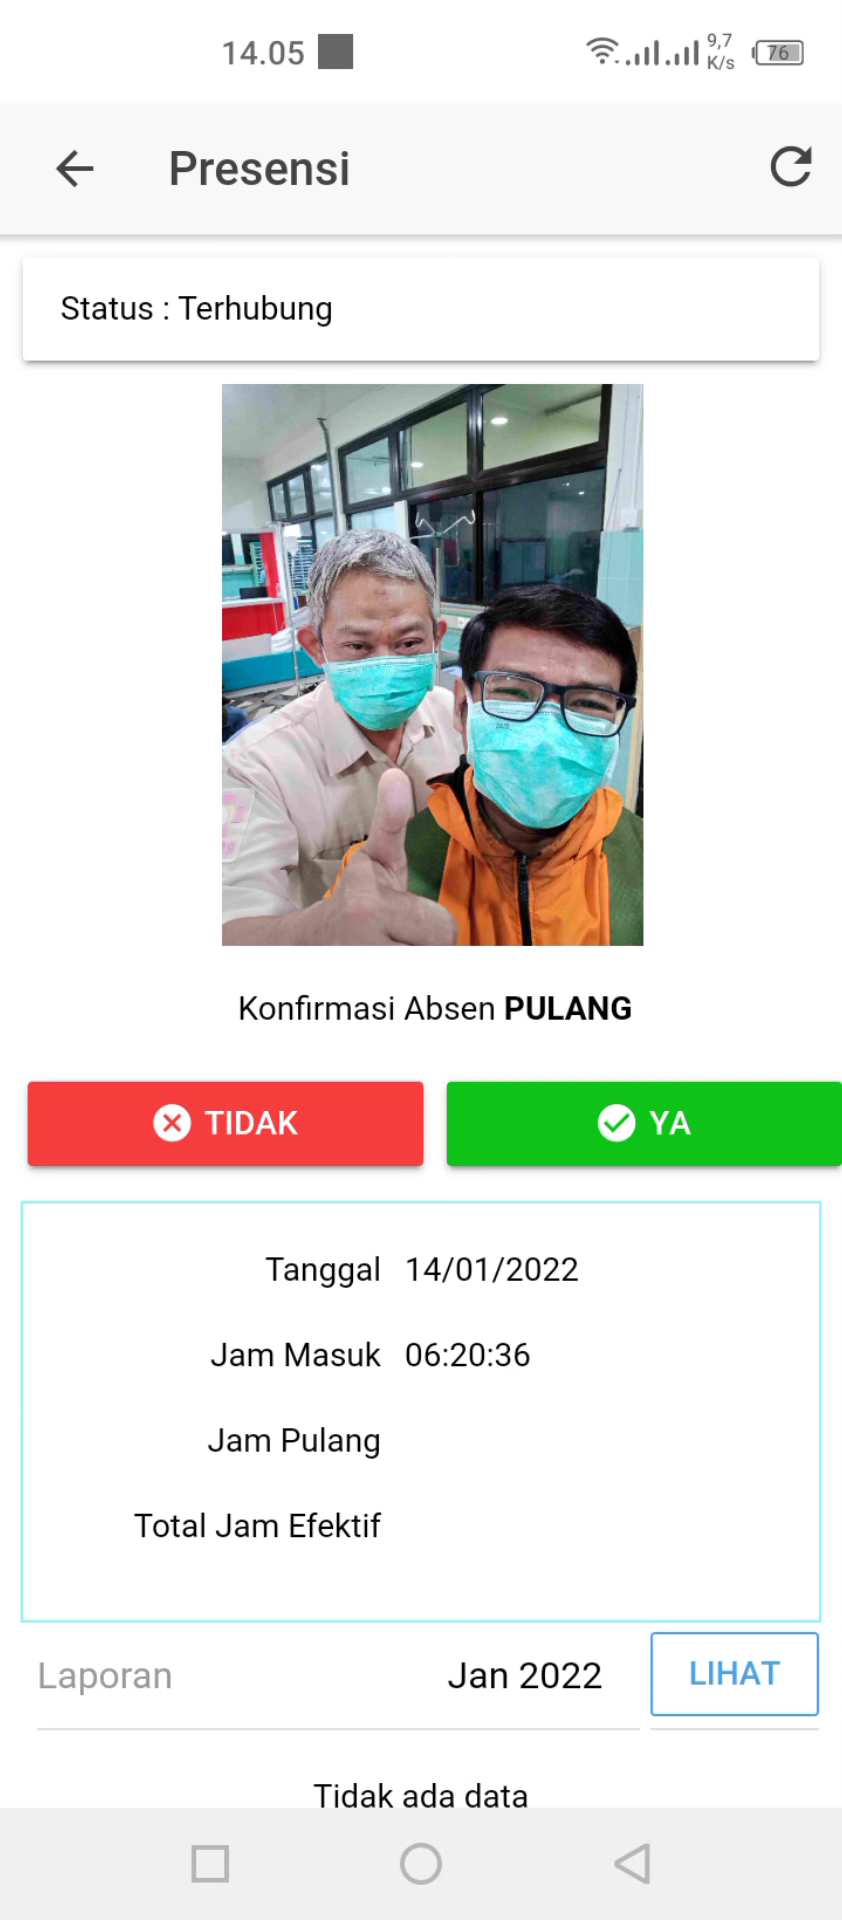 14.05
9,7
K/s
76
Presensi
Status : Terhubung
Konfirmasi Absen PULANG
TIDAK
YA
Tanggal 14/01/2022
Jam Masuk 06:20:36
Jam Pulang
Total Jam Efektif
Laporan
Jan 2022
LIHAT
Tidak ada data